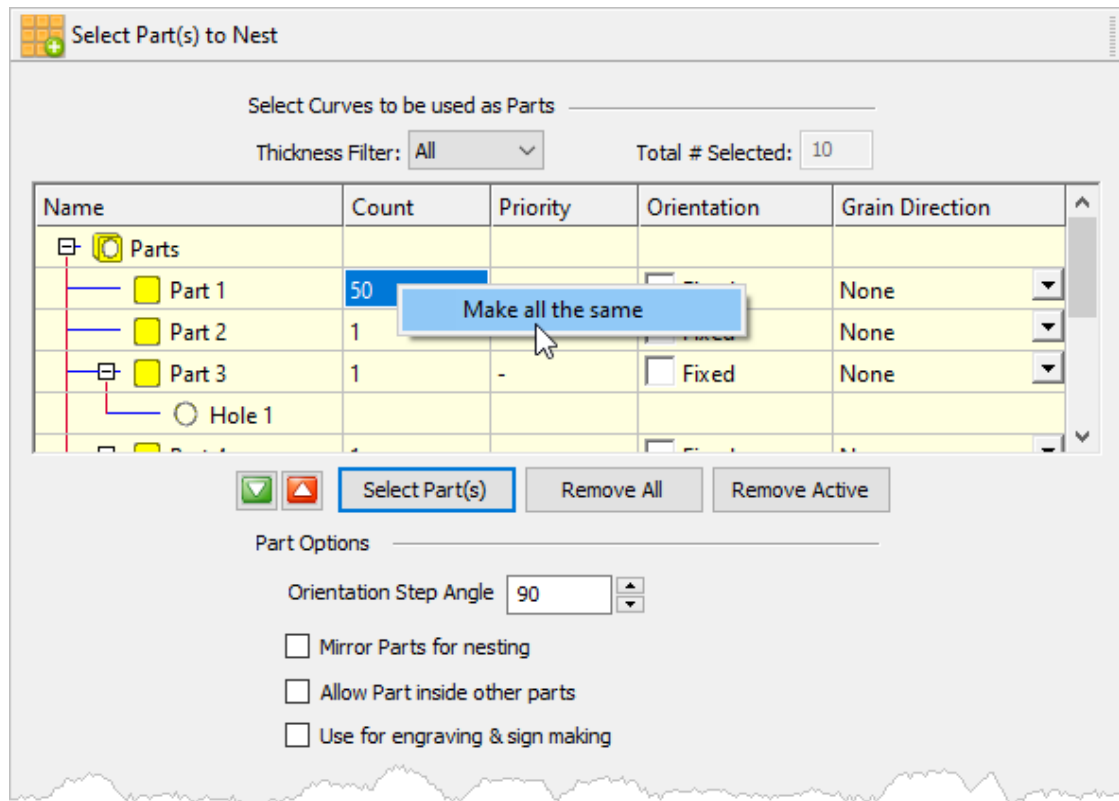 Select Part(s) to Nest
Select Curves to be used as Parts
Thickness Filter: All Total # Selected: 10
Name Count Priority Orientation Grain Direction
Parts
Part 1 50 None
Make all the same
Part 2 1 Fixed None
Part 3 1 - Fixed None
Hole 1
Select Part(s) Remove All Remove Active
Part Options
Orientation Step Angle 90
Mirror Parts for nesting
Allow Part inside other parts
Use for engraving & sign making